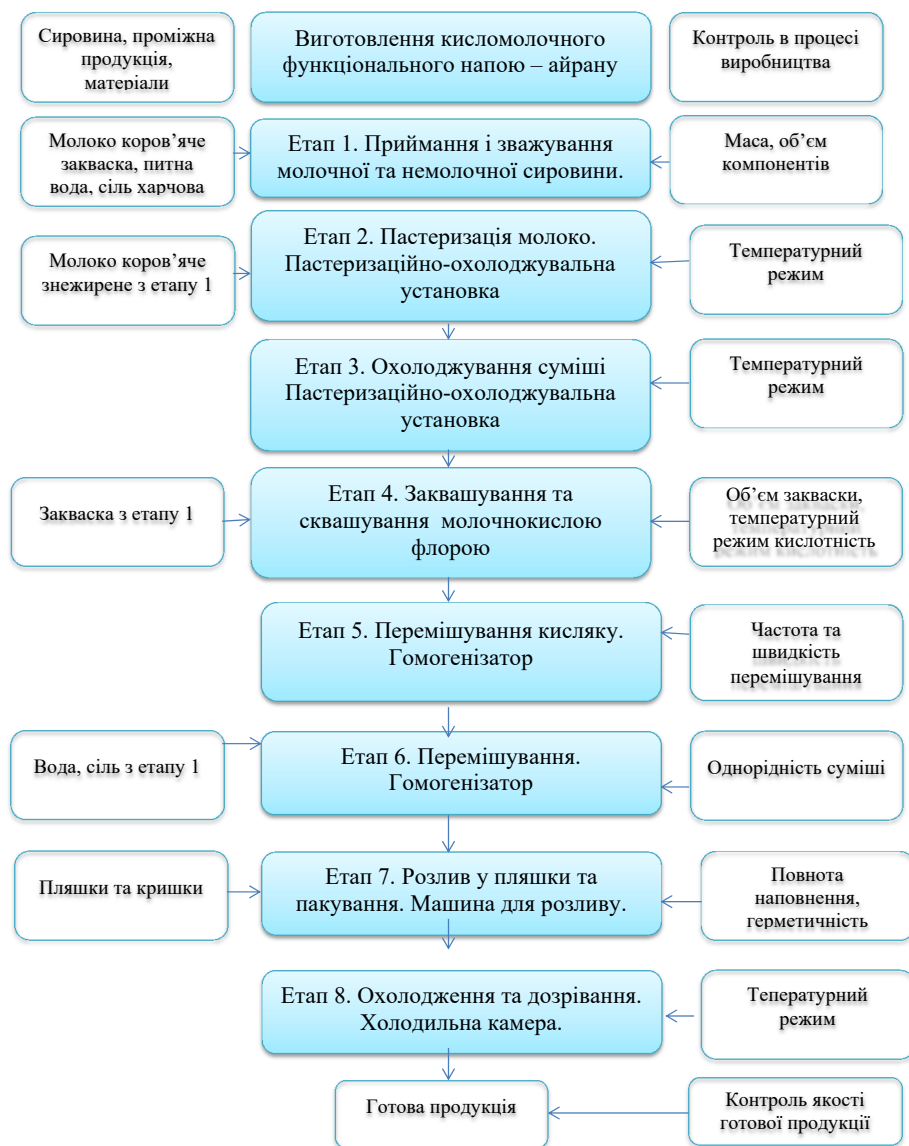 Сировина, проміжна
продукція,
матеріали
Виготовлення кисломолочного
функціонального напою – айрану
Контроль в процесі
виробництва
Молоко коров’яче
закваска, питна
вода, сіль харчова
Етап 1. Приймання і зважування
молочної та немолочної сировини.
Маса, об’єм
компонентів
Молоко коров’яче
знежирене з етапу 1
Етап 2. Пастеризація молоко.
Пастеризаційно-охолоджувальна
установка
Температурний
режим
Етап 3. Охолоджування суміші
Пастеризаційно-охолоджувальна
установка
Температурний
режим
Закваска з етапу 1
Етап 4. Заквашування та
сквашування молочнокислою
флорою
Об’єм закваски,
температурний
режим кислотність
Етап 5. Перемішування кисляку.
Гомогенізатор
Частота та
швидкість
перемішування
Вода, сіль з етапу 1
Етап 6. Перемішування.
Гомогенізатор
Однорідність суміші
Пляшки та кришки
Етап 7. Розлив у пляшки та
пакування. Машина для розливу.
Повнота
наповнення,
герметичність
Етап 8. Охолодження та дозрівання.
Холодильна камера.
Тепературний
режим
Готова продукція
Контроль якості
готової продукції